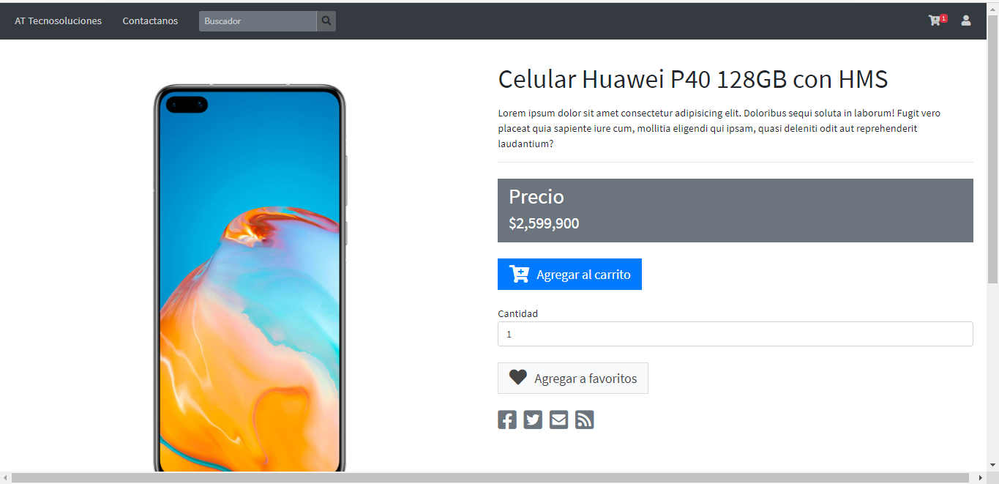 AT Tecnosoluciones Contactanos Buscador 1
Celular Huawei P40 128GB con HMS
Lorem ipsum dolor sit amet consectetur adipisicing elit. Doloribus sequi soluta in laborum! Fugit vero
placeat quia sapiente iure cum, mollitia eligendi qui ipsam, quasi deleniti odit aut reprehenderit
laudantium?
Precio
$2,599,900
Agregar al carrito
Cantidad
1
Agregar a favoritos